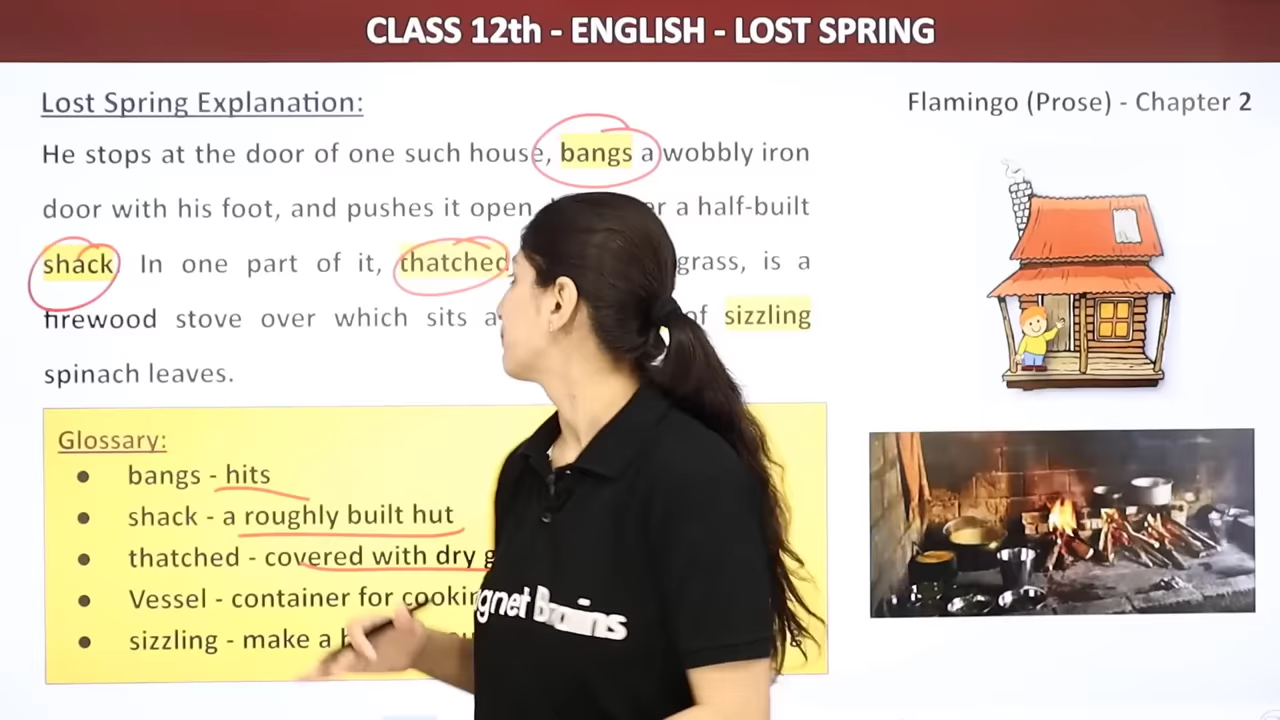 CLASS 12th - ENGLISH - LOST SPRING
Lost Spring Explanation:
Flamingo (Prose) - Chapter 2
He stops at the door of one such house, bangs a wobbly iron
door with his foot, and pushes it open. a half-built
shack. In one part of it, thatched grass, is a
firewood stove over which sits a of sizzling
spinach leaves.
Glossary:
bangs - hits
shack - a roughly built hut
thatched - covered with dry
Vessel - container for
sizzling - make a
gnet Brains